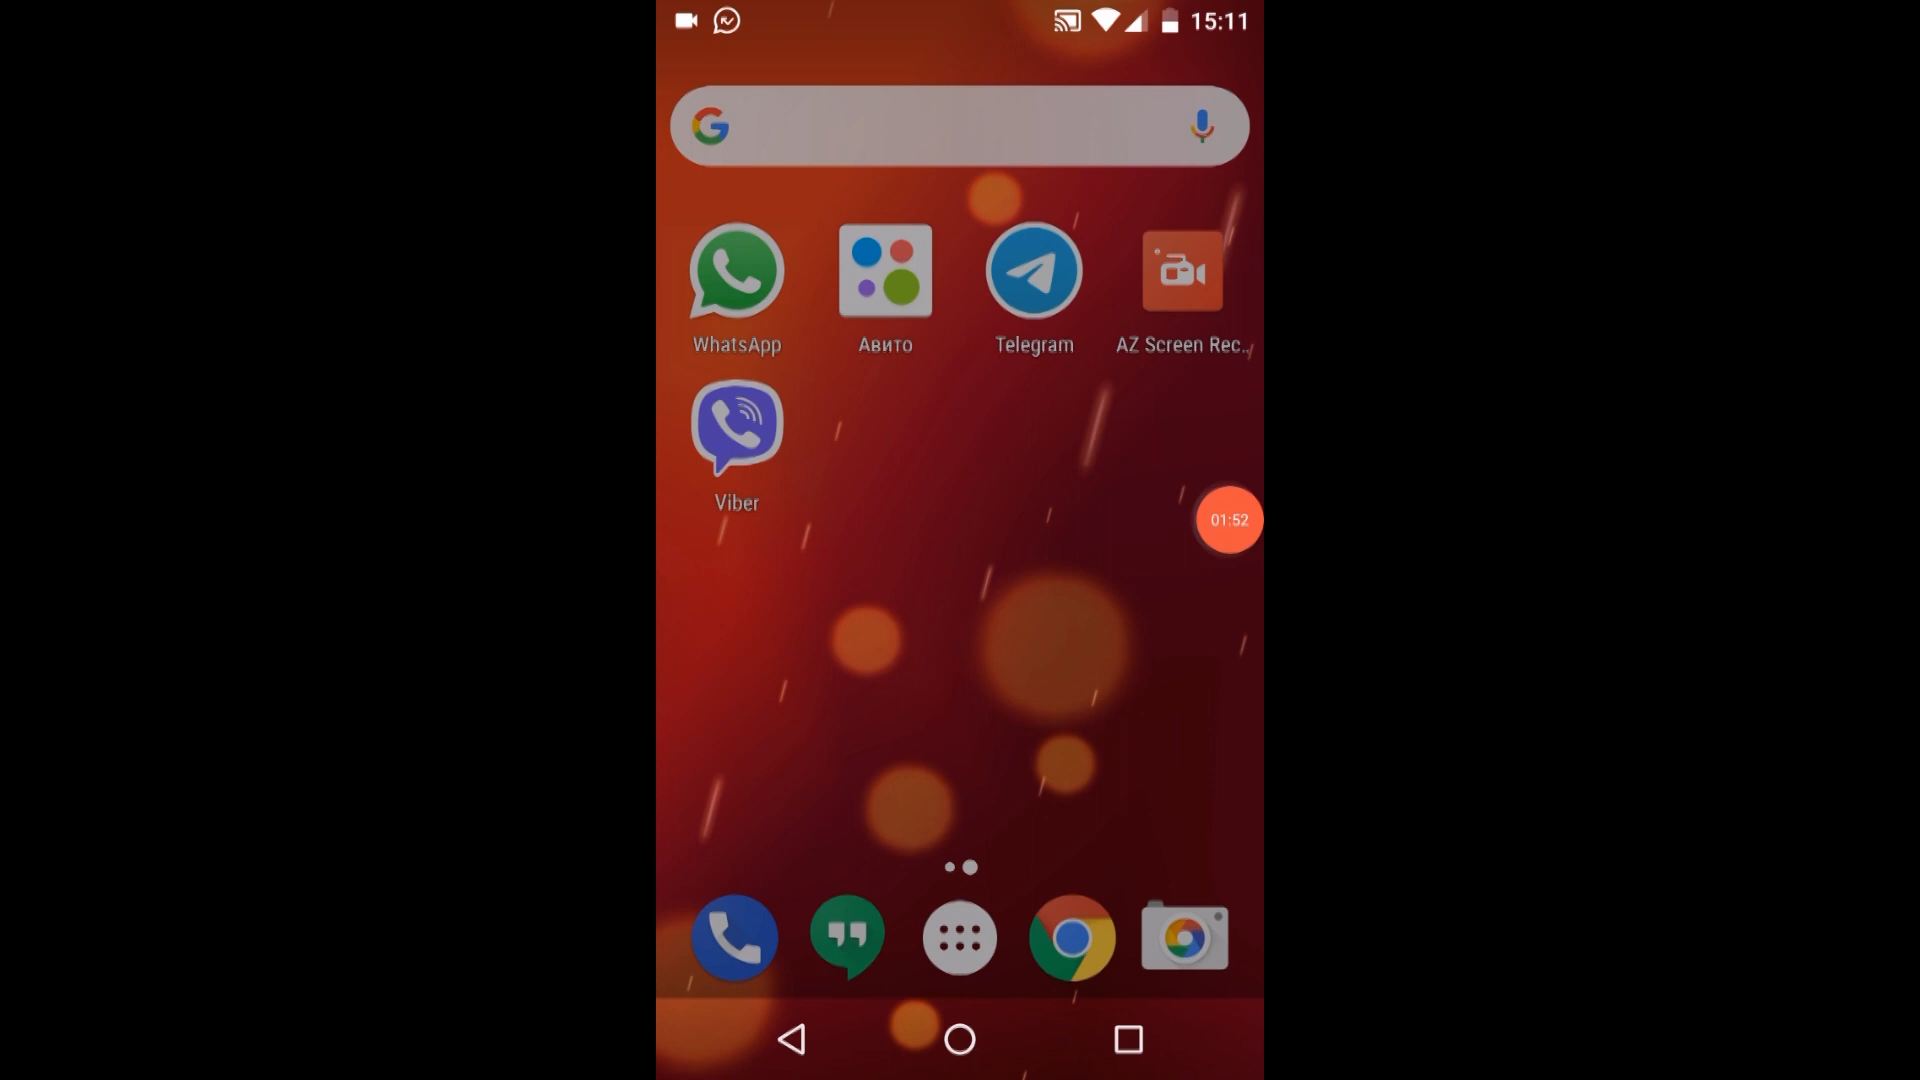 15:11
WhatsApp
Авито
Telegram
AZ Screen Rec..
Viber
01:52